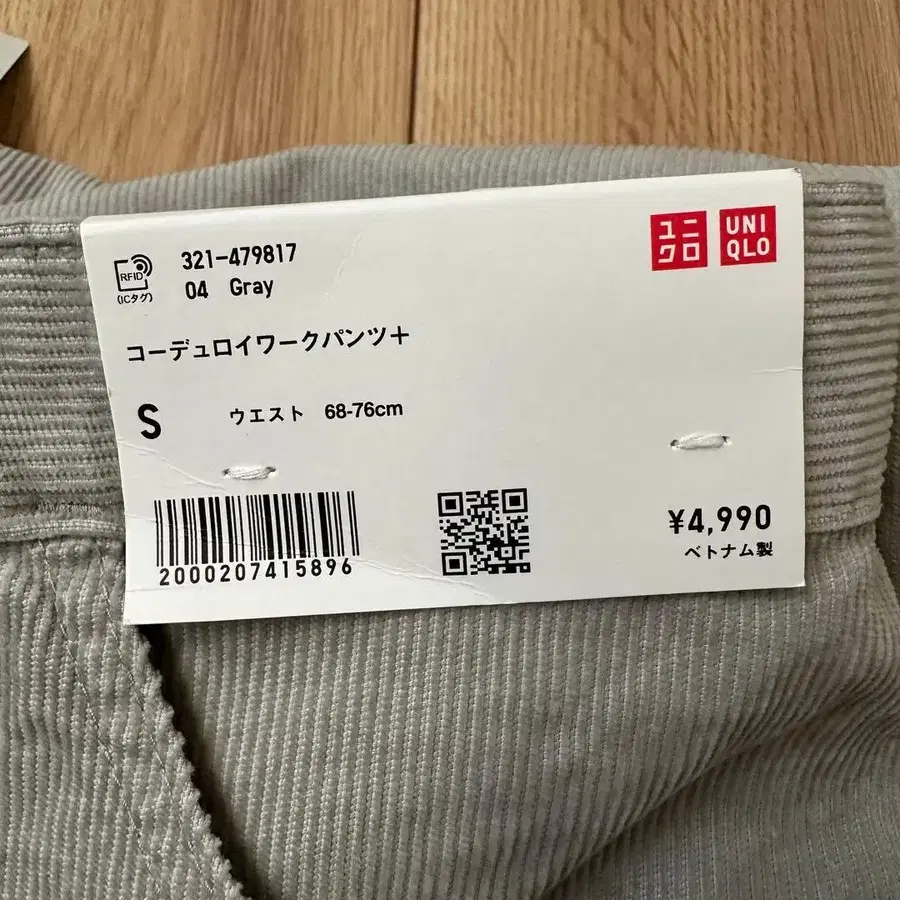 RFID
(ICタグ)
321-479817
04 Gray
ユニ
クロ
UNI
QLO
コーデュロイワークパンツ+
S ウエスト 68-76cm
2000207415896
¥4,990
ベトナム製